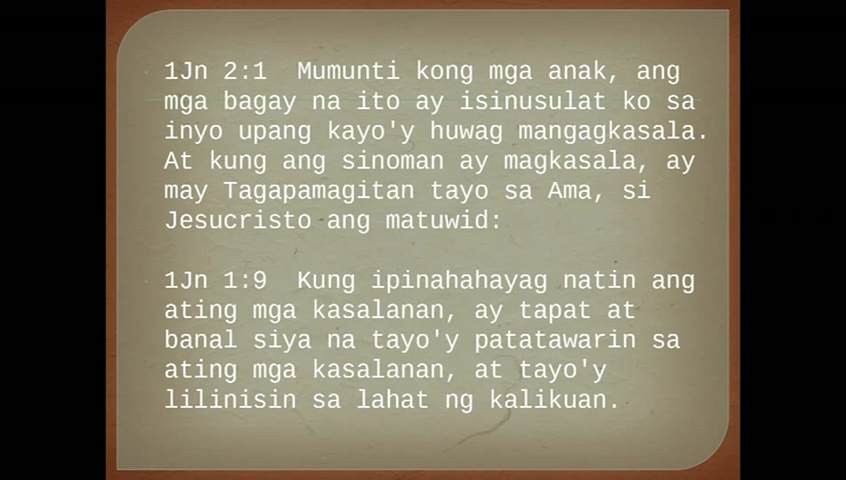 1Jn 2:1  Mumunti kong mga anak, ang
mga bagay na ito ay isinusulat ko sa
inyo upang kayo'y huwag mangagkasala.
At kung ang sinoman ay magkasala, ay
may Tagapamagitan tayo sa Ama, si
Jesucristo ang matuwid:
1Jn 1:9  Kung ipinahahayag natin ang
ating mga kasalanan, ay tapat at
banal siya na tayo'y patatawarin sa
ating mga kasalanan, at tayo'y
lilinisin sa lahat ng kalikuan.